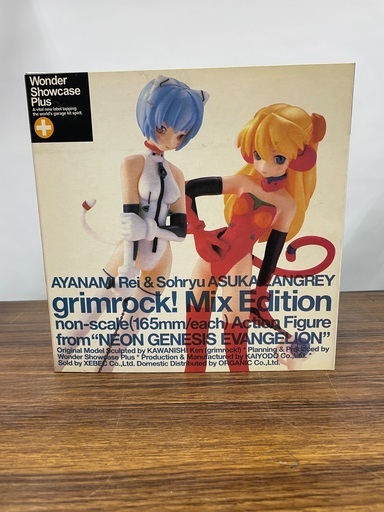 Wonder
Showcase
Plus
A vital new label tapping
the world's garage kit spirit.
AYANAMI Rei & Sohryu ASUKA LANGREY
grimrock! Mix Edition
non-scale(165mm/each) Action Figure
from "NEON GENESIS EVANGELION"
Original Model Sculpted by KAWANISHI Ken (grimrock!) * Planning & Produced by
Wonder Showcase Plus * Production & Manufactured by KAIYODO Co.,Ltd.
Sold by XEBEC Co.,Ltd. Domestic Distributed by ORGANIC Co.,Ltd.